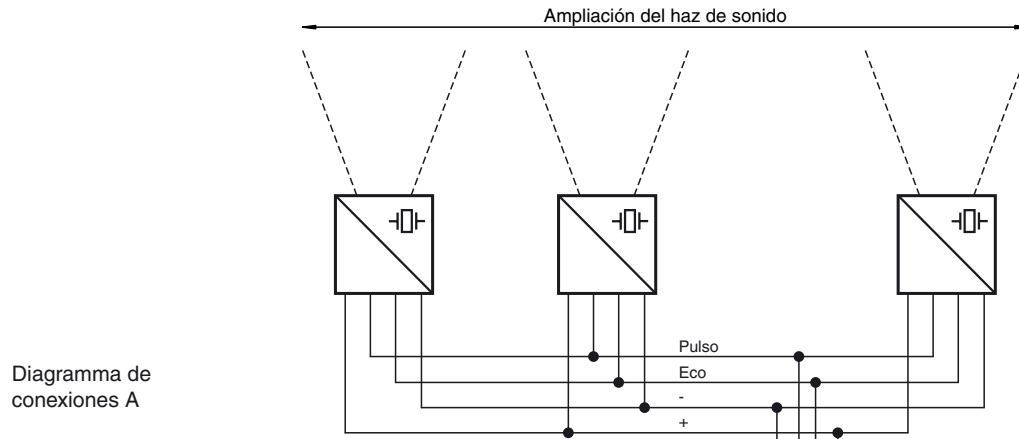 Ampliación del haz de sonido
Pulso
Eco
-
+
Diagramma de
conexiones A